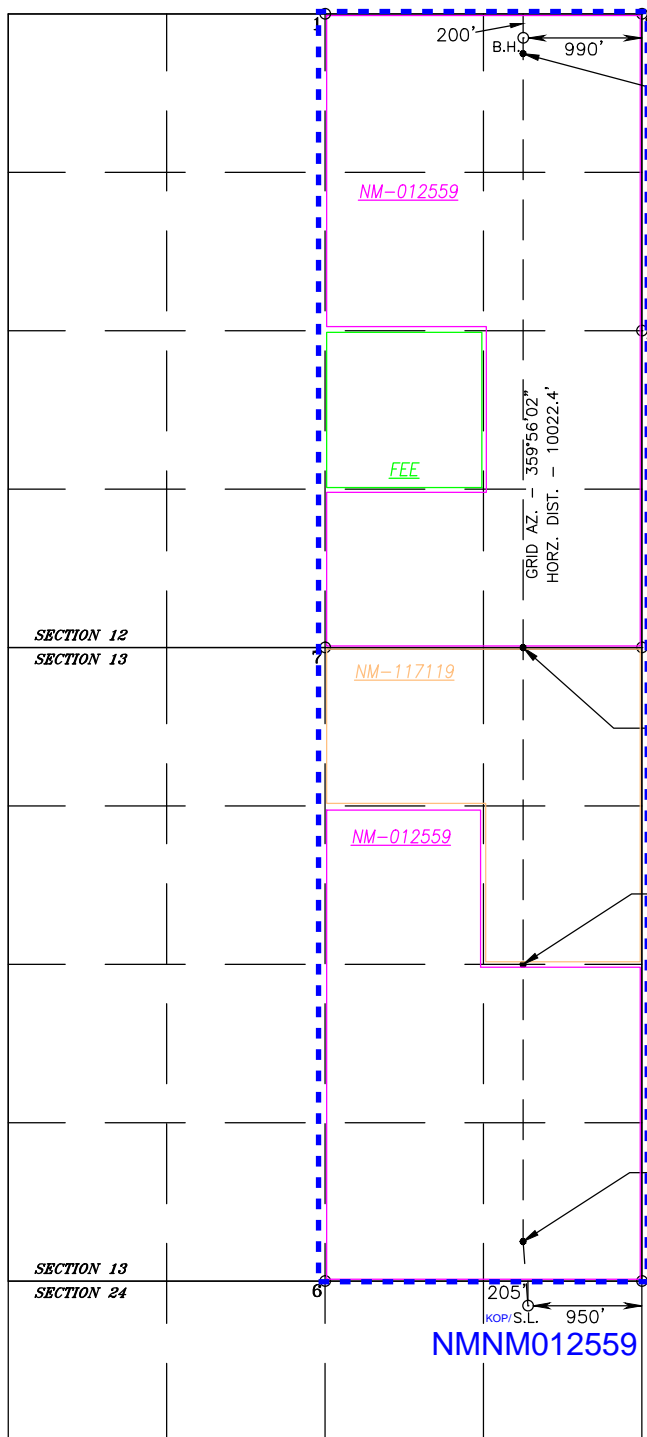 1
200'
B.H.
990'
NM-012559
FEE
GRID AZ. - 359°56'02"
HORZ. DIST. - 10022.4'
SECTION 12
SECTION 13
7
NM-117119
NM-012559
SECTION 13
SECTION 24
6
205'
KOP/S.L.
950'
NMNM012559